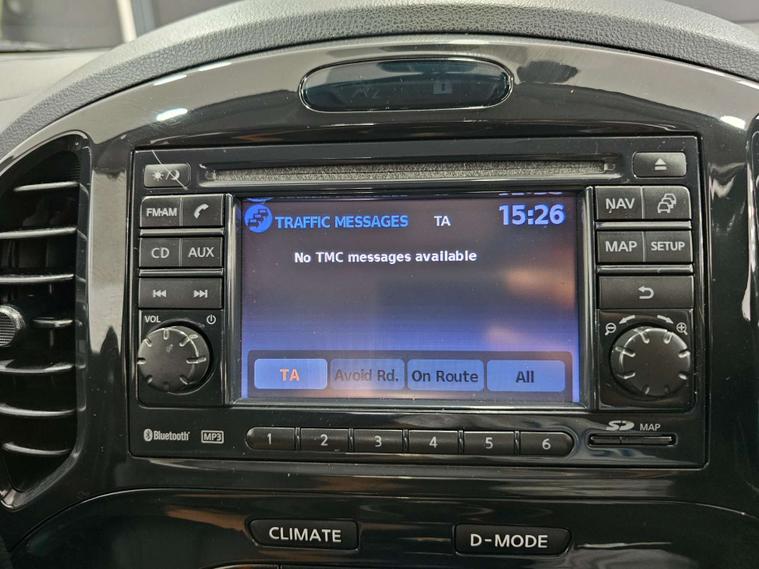 FM·AM
CD AUX
VOL
TRAFFIC MESSAGES TA 15:26
No TMC messages available
TA Avoid Rd. On Route All
NAV
MAP SETUP
Bluetooth MP3
1 2 3 4 5 6
SD MAP
CLIMATE D-MODE